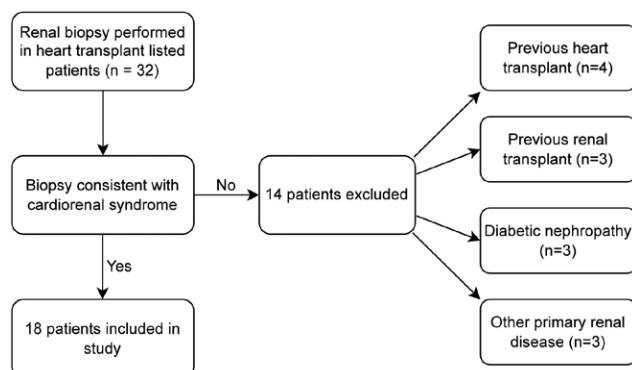 Renal biopsy performed
in heart transplant listed
patients (n = 32)
Biopsy consistent with
cardiorenal syndrome
No
Yes
18 patients included in
study
14 patients excluded
Previous heart
transplant (n=4)
Previous renal
transplant (n=3)
Diabetic nephropathy
(n=3)
Other primary renal
disease (n=3)